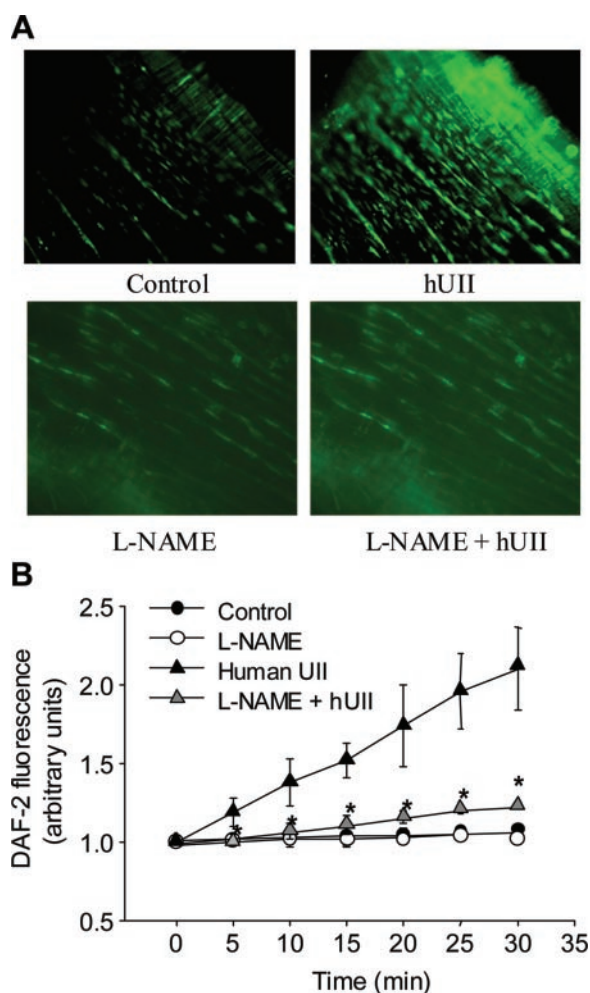 A
Control
hUII
L-NAME
L-NAME + hUII
B
DAF-2 fluorescence
(arbitrary units)
2.5
2.0
1.5
1.0
0.5
Control
L-NAME
Human UII
L-NAME + hUII
*
*
*
*
*
*
0 5 10 15 20 25 30 35
Time (min)